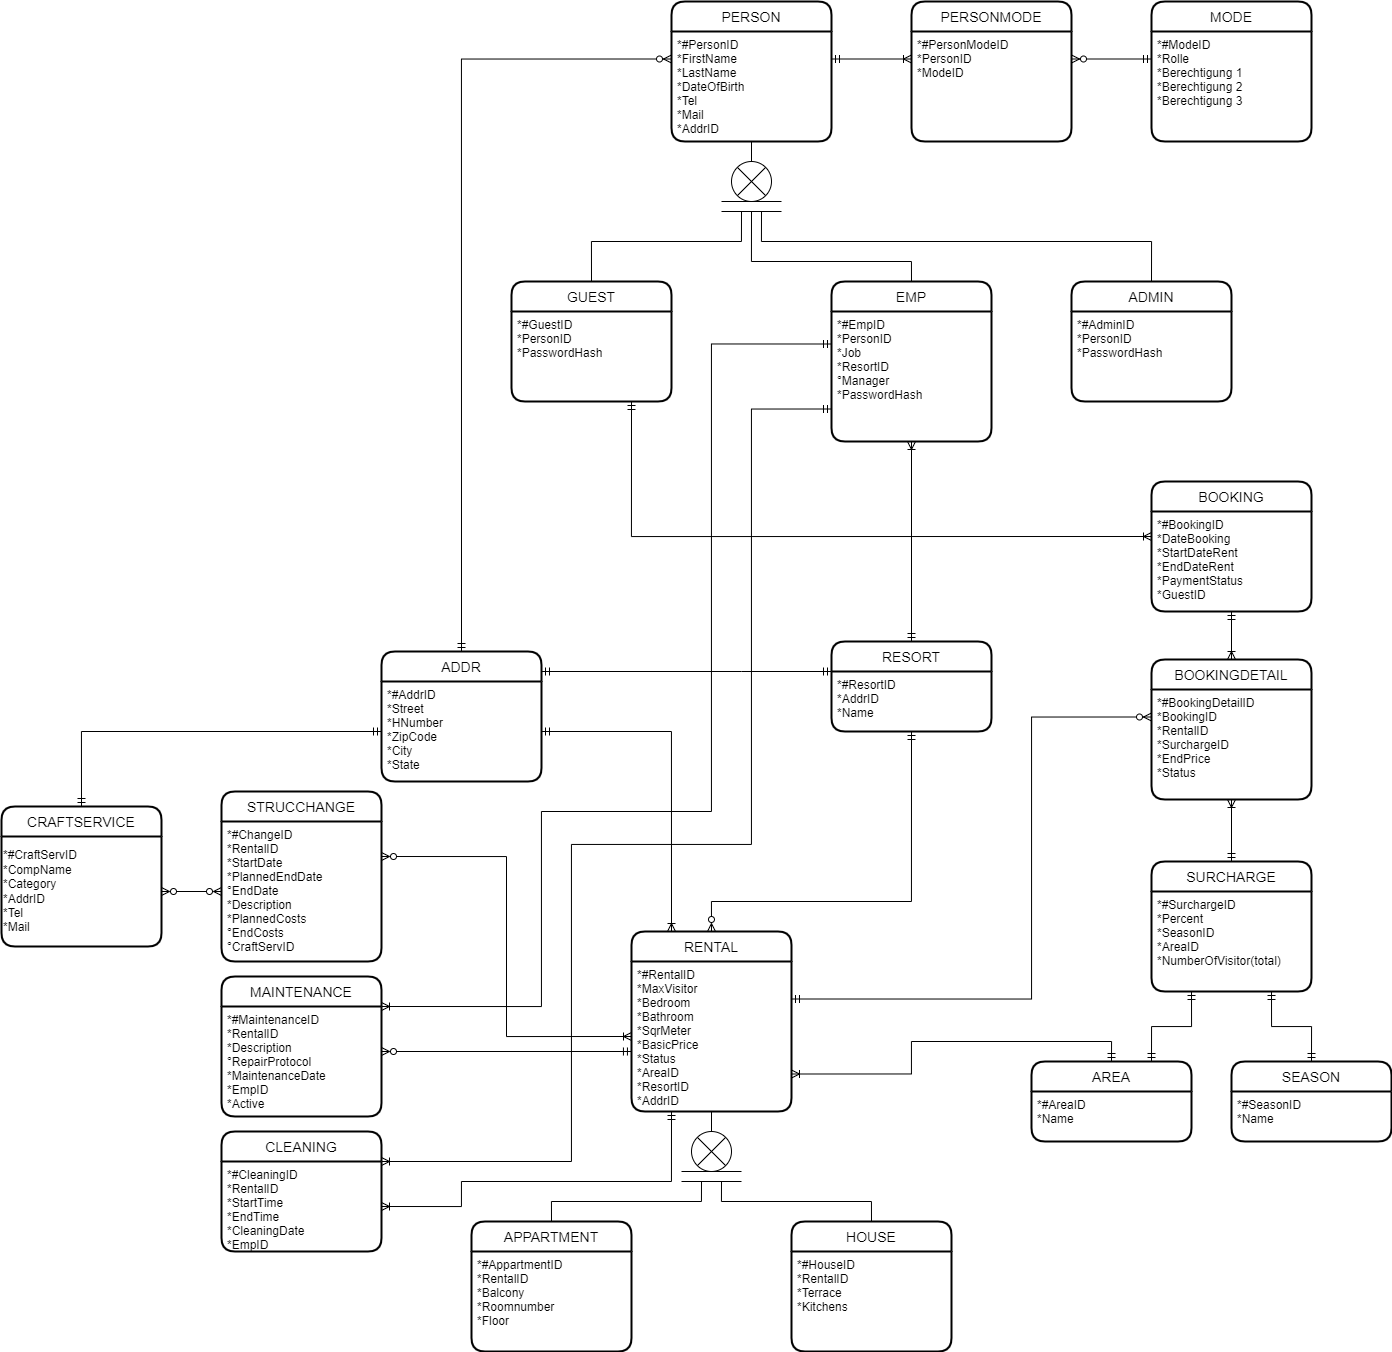 PERSON
*#PersonID
*FirstName
*LastName
*DateOfBirth
*Tel
*Mail
*AddrID
PERSONMODE
*#PersonModeID
*PersonID
*ModeID
MODE
*#ModeID
*Rolle
*Berechtigung 1
*Berechtigung 2
*Berechtigung 3
GUEST
*#GuestID
*PersonID
*PasswordHash
EMP
*#EmpID
*PersonID
*Job
*ResortID
°Manager
*PasswordHash
ADMIN
*#AdminID
*PersonID
*PasswordHash
BOOKING
*#BookingID
*DateBooking
*StartDateRent
*EndDateRent
*PaymentStatus
*GuestID
ADDR
*#AddrID
*Street
*HNumber
*ZipCode
*City
*State
RESORT
*#ResortID
*AddrID
*Name
BOOKINGDETAIL
*#BookingDetailID
*BookingID
*RentalID
*SurchargeID
*EndPrice
*Status
CRAFTSERVICE
*#CraftServID
*CompName
*Category
*AddrID
*Tel
*Mail
STRUCCHANGE
*#ChangeID
*RentalID
*StartDate
*PlannedEndDate
°EndDate
*Description
*PlannedCosts
°EndCosts
°CraftServID
SURCHARGE
*#SurchargeID
*Percent
*SeasonID
*AreaID
*NumberOfVisitor(total)
RENTAL
*#RentalID
*MaxVisitor
*Bedroom
*Bathroom
*SqrMeter
*BasicPrice
*Status
*AreaID
*ResortID
*AddrID
MAINTENANCE
*#MaintenanceID
*RentalID
*Description
°RepairProtocol
*MaintenanceDate
*EmpID
*Active
AREA
*#AreaID
*Name
SEASON
*#SeasonID
*Name
CLEANING
*#CleaningID
*RentalID
*StartTime
*EndTime
*CleaningDate
*EmpID
APPARTMENT
*#AppartmentID
*RentalID
*Balcony
*Roomnumber
*Floor
HOUSE
*#HouseID
*RentalID
*Terrace
*Kitchens